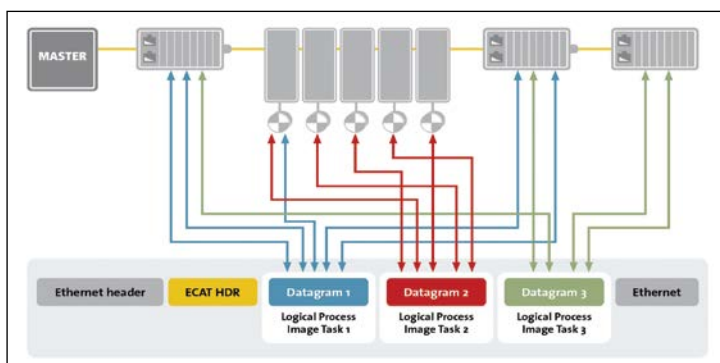 MASTER
Ethernet header
ECAT HDR
Datagram 1
Datagram 2
Datagram 3
Ethernet
Logical Process
Image Task 1
Logical Process
Image Task 2
Logical Process
Image Task 3